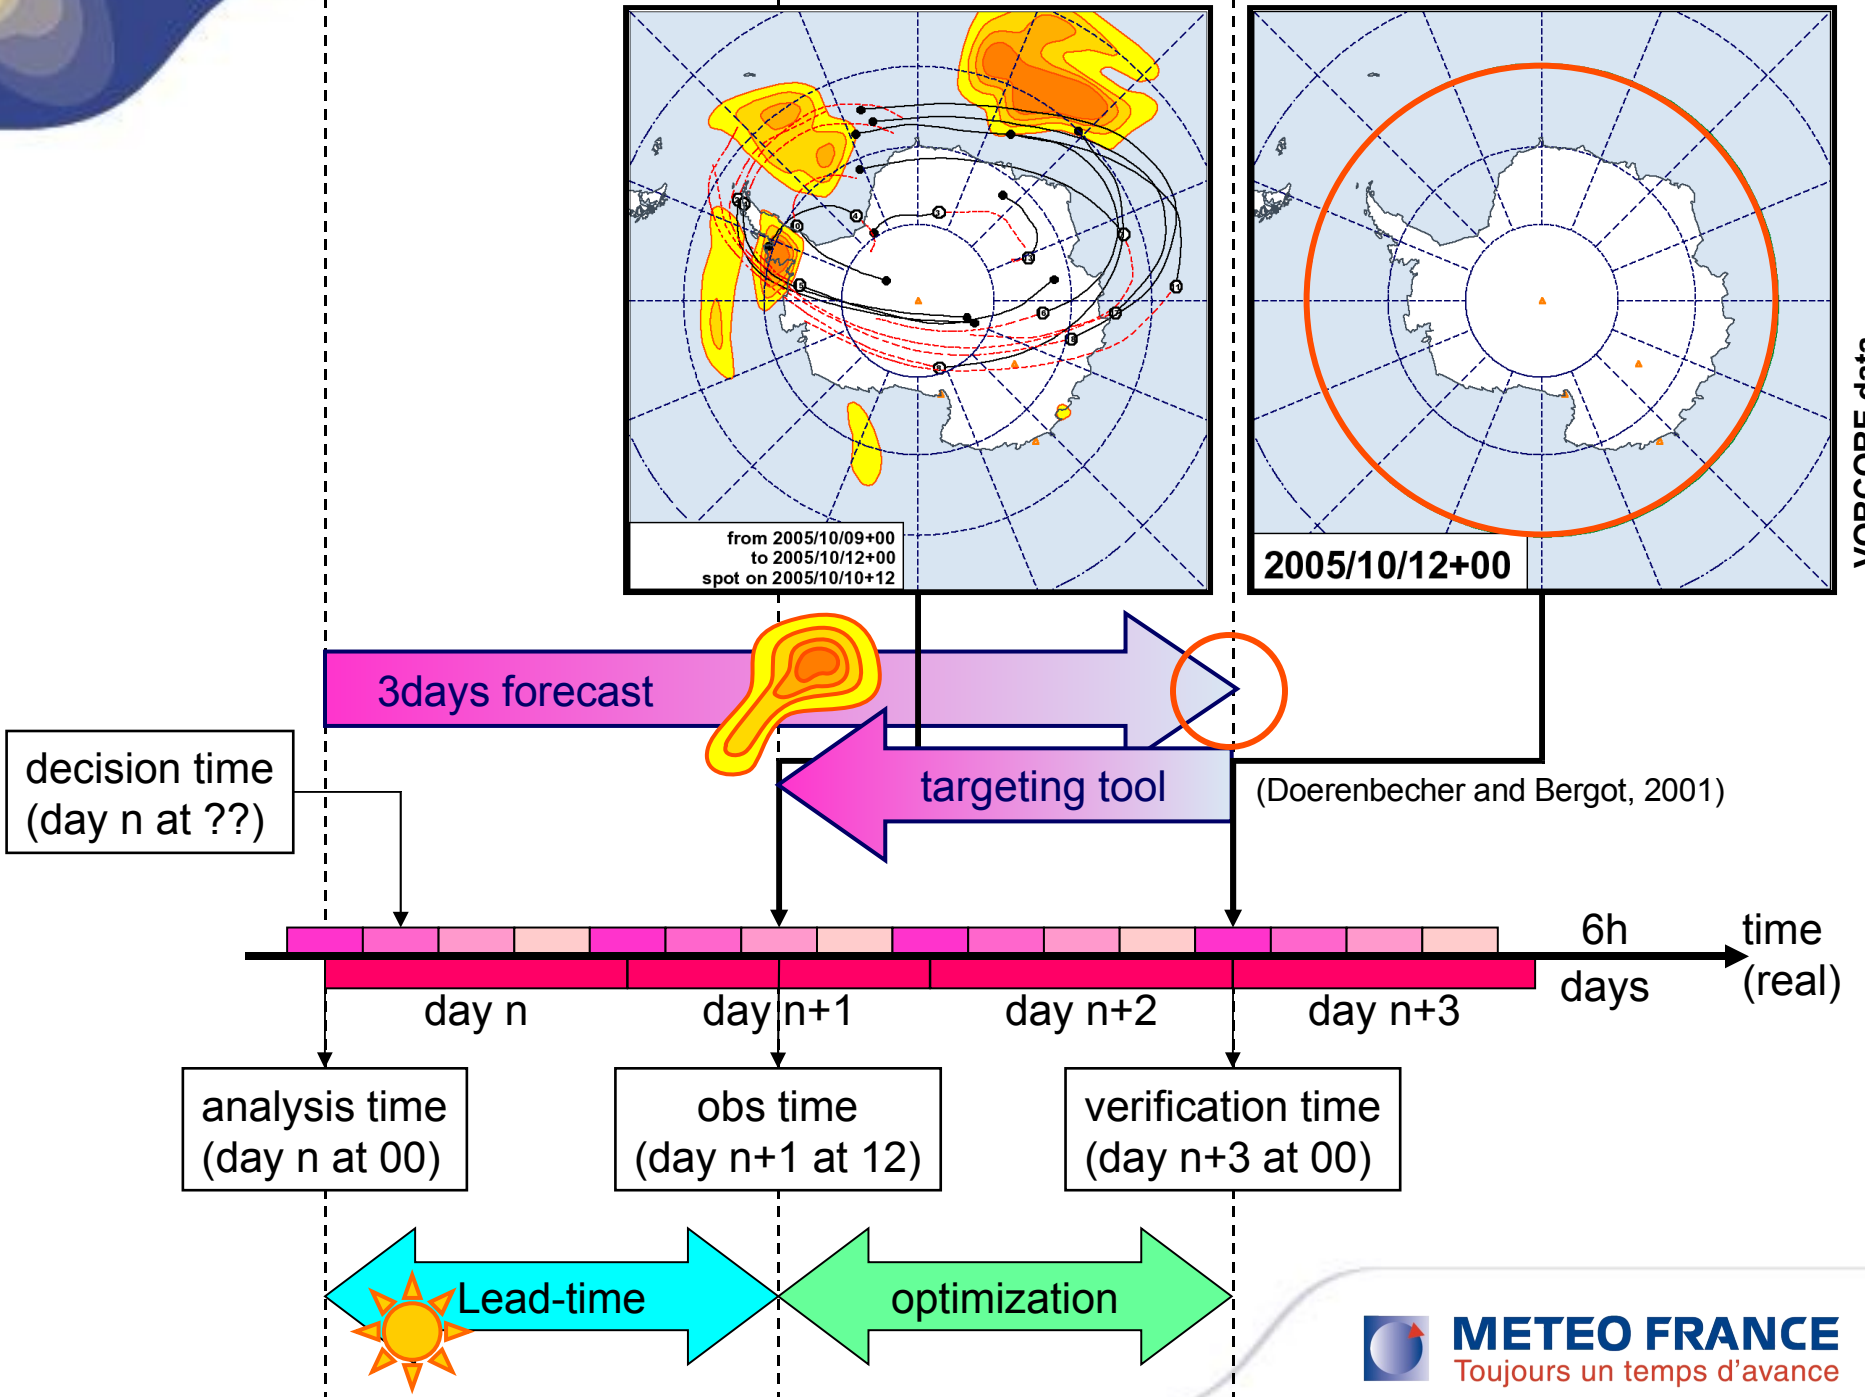 from 2005/10/09+00
to 2005/10/12+00
spot on 2005/10/10+12
2005/10/12+00
VORCORE data
3days forecast
targeting tool
(Doerenbecher and Bergot, 2001)
decision time
(day n at ??)
6h
time
(real)
days
day n
day n+1
day n+2
day n+3
analysis time
(day n at 00)
obs time
(day n+1 at 12)
verification time
(day n+3 at 00)
Lead-time
optimization
METEO FRANCE
Toujours un temps d'avance